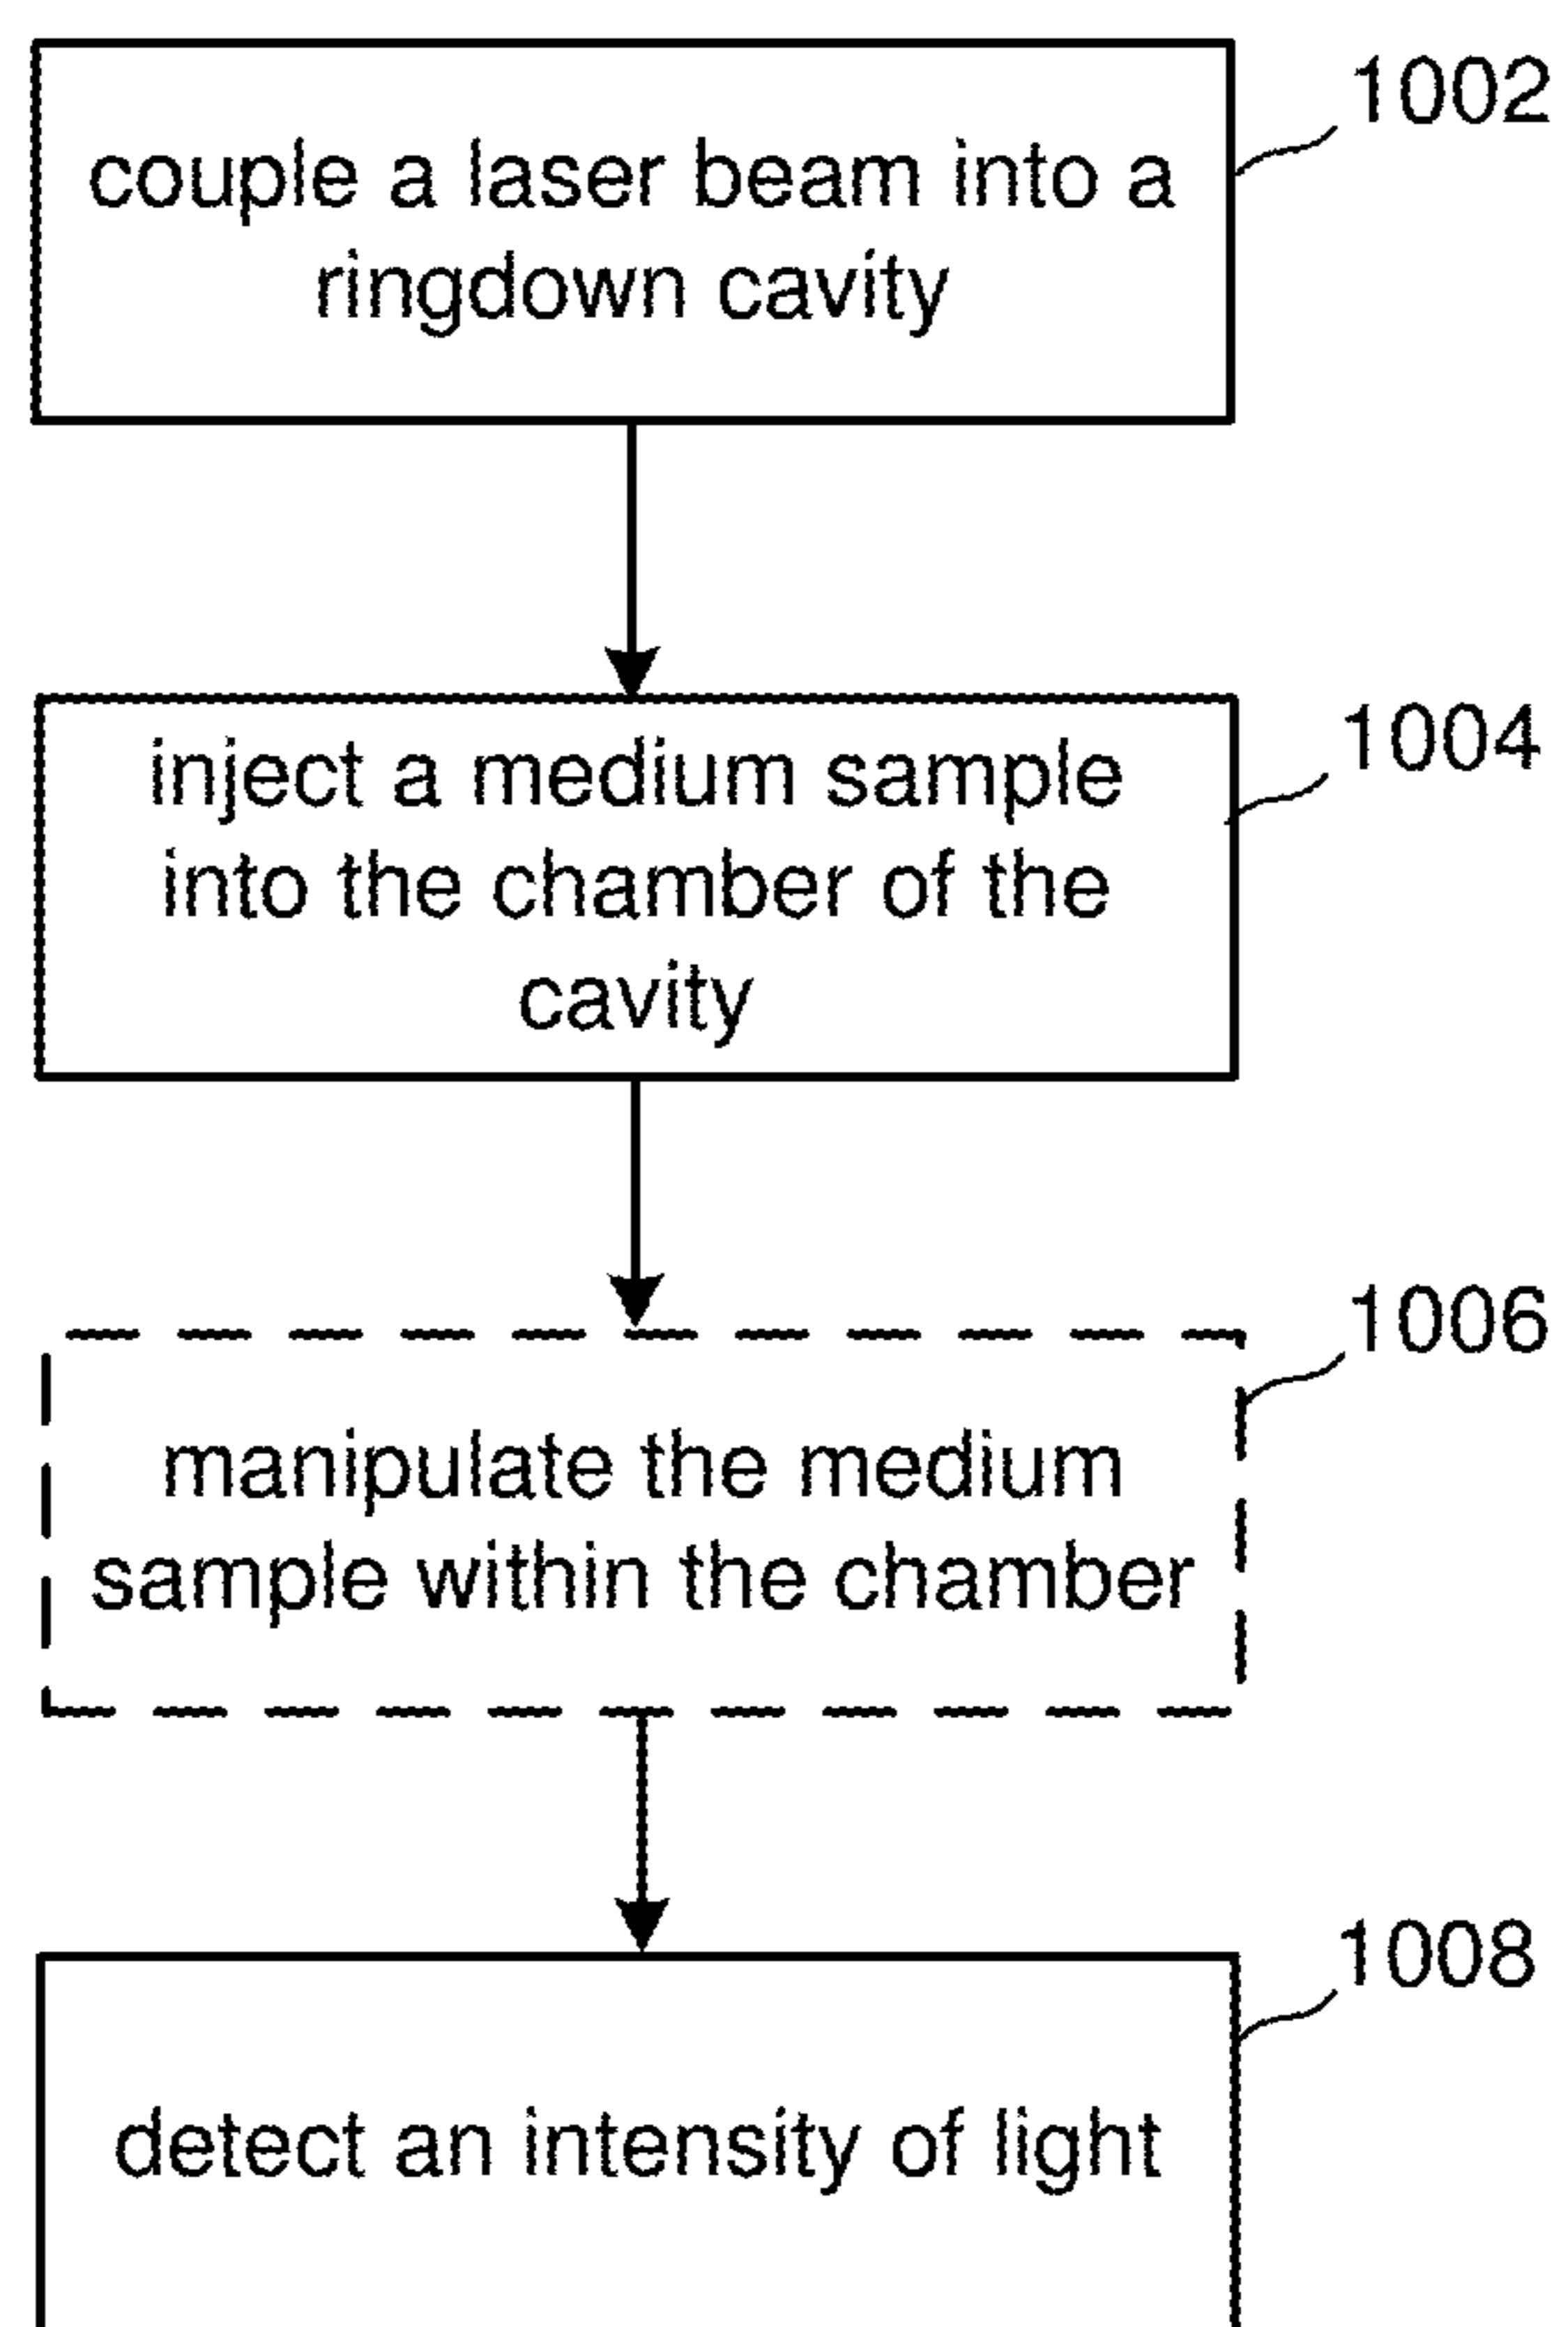 1002
couple a laser beam into a
ringdown cavity
1004
inject a medium sample
into the chamber of the
cavity
1006
manipulate the medium
sample within the chamber
1008
detect an intensity of light